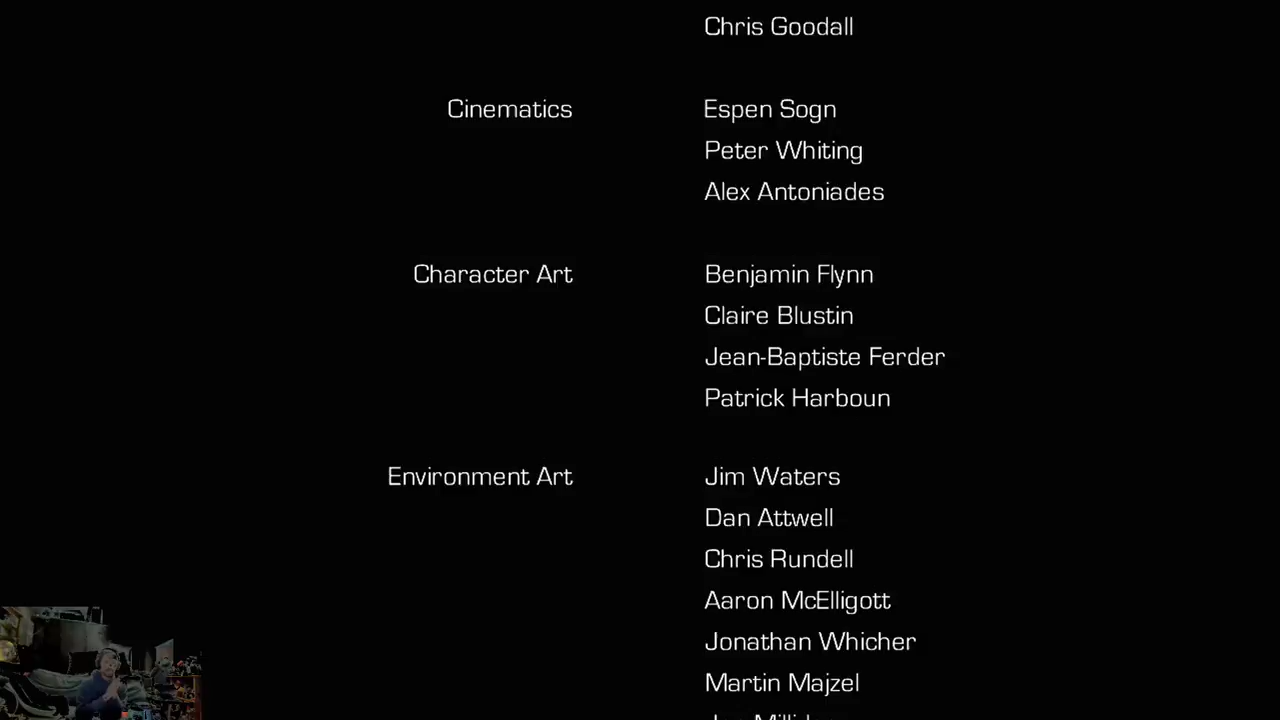 Chris Goodall
Cinematics Espen Sogn
Peter Whiting
Alex Antoniades
Character Art Benjamin Flynn
Claire Blustin
Jean-Baptiste Ferder
Patrick Harboun
Environment Art Jim Waters
Dan Attwell
Chris Rundell
Aaron McElligott
Jonathan Whicher
Martin Majzel